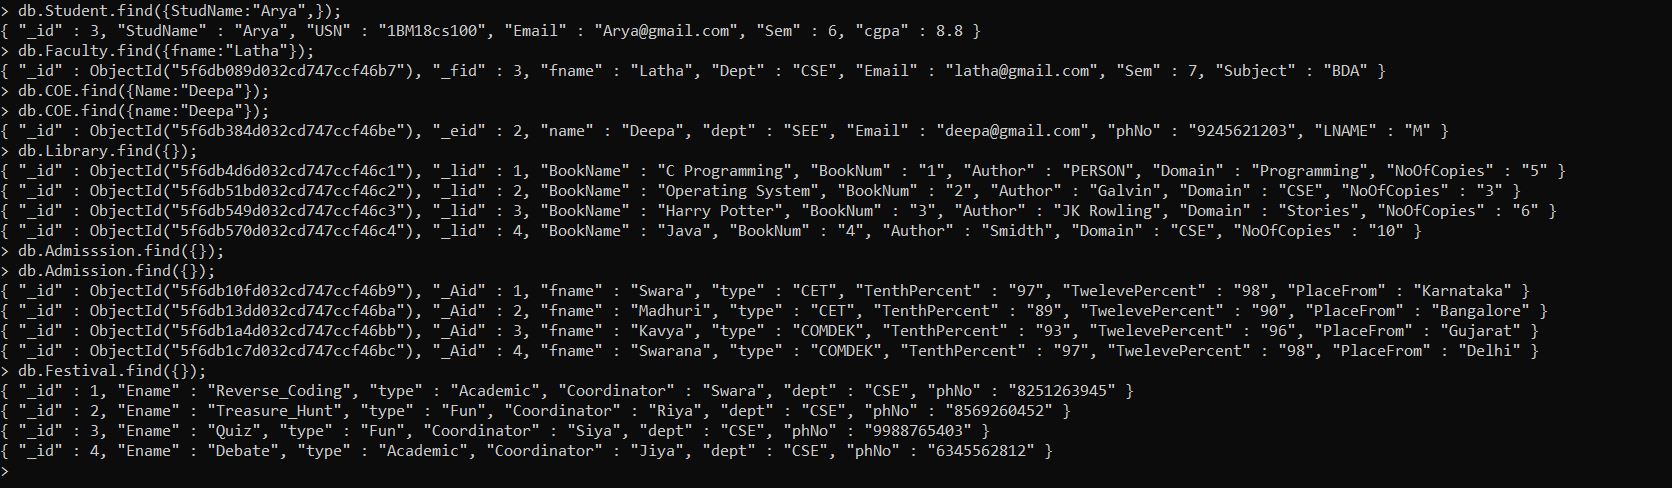 > db.Student.find({StudName:"Arya",});
{ "_id" : 3, "StudName" : "Arya", "USN" : "1BM18cs100", "Email" : "Arya@gmail.com", "Sem" : 6, "cgpa" : 8.8 }
> db.Faculty.find({fname:"Latha"});
{ "_id" : ObjectId("5f6db089d032cd747ccf46b7"), "_fid" : 3, "fname" : "Latha", "Dept" : "CSE", "Email" : "latha@gmail.com", "Sem" : 7, "Subject" : "BDA" }
> db.COE.find({Name:"Deepa"});
> db.COE.find({name:"Deepa"});
{ "_id" : ObjectId("5f6db384d032cd747ccf46be"), "_eid" : 2, "name" : "Deepa", "dept" : "SEE", "Email" : "deepa@gmail.com", "phNo" : "9245621203", "LNAME" : "M" }
> db.Library.find({});
{ "_id" : ObjectId("5f6db4d6d032cd747ccf46c1"), "_lid" : 1, "BookName" : "C Programming", "BookNum" : "1", "Author" : "PERSON", "Domain" : "Programming", "NoOfCopies" : "5" }
{ "_id" : ObjectId("5f6db51bd032cd747ccf46c2"), "_lid" : 2, "BookName" : "Operating System", "BookNum" : "2", "Author" : "Galvin", "Domain" : "CSE", "NoOfCopies" : "3" }
{ "_id" : ObjectId("5f6db549d032cd747ccf46c3"), "_lid" : 3, "BookName" : "Harry Potter", "BookNum" : "3", "Author" : "JK Rowling", "Domain" : "Stories", "NoOfCopies" : "6" }
{ "_id" : ObjectId("5f6db570d032cd747ccf46c4"), "_lid" : 4, "BookName" : "Java", "BookNum" : "4", "Author" : "Smidth", "Domain" : "CSE", "NoOfCopies" : "10" }
> db.Admisssion.find({});
> db.Admission.find({});
{ "_id" : ObjectId("5f6db10fd032cd747ccf46b9"), "_Aid" : 1, "fname" : "Swara", "type" : "CET", "TenthPercent" : "97", "TwelevePercent" : "98", "PlaceFrom" : "Karnataka" }
{ "_id" : ObjectId("5f6db13dd032cd747ccf46ba"), "_Aid" : 2, "fname" : "Madhuri", "type" : "CET", "TenthPercent" : "89", "TwelevePercent" : "90", "PlaceFrom" : "Bangalore" }
{ "_id" : ObjectId("5f6db1a4d032cd747ccf46bb"), "_Aid" : 3, "fname" : "Kavya", "type" : "COMDEK", "TenthPercent" : "93", "TwelevePercent" : "96", "PlaceFrom" : "Gujarat" }
{ "_id" : ObjectId("5f6db1c7d032cd747ccf46bc"), "_Aid" : 4, "fname" : "Swarana", "type" : "COMDEK", "TenthPercent" : "97", "TwelevePercent" : "98", "PlaceFrom" : "Delhi" }
> db.Festival.find({});
{ "_id" : 1, "Ename" : "Reverse_Coding", "type" : "Academic", "Coordinator" : "Swara", "dept" : "CSE", "phNo" : "8251263945" }
{ "_id" : 2, "Ename" : "Treasure_Hunt", "type" : "Fun", "Coordinator" : "Riya", "dept" : "CSE", "phNo" : "8569260452" }
{ "_id" : 3, "Ename" : "Quiz", "type" : "Fun", "Coordinator" : "Siya", "dept" : "CSE", "phNo" : "9988765403" }
{ "_id" : 4, "Ename" : "Debate", "type" : "Academic", "Coordinator" : "Jiya", "dept" : "CSE", "phNo" : "6345562812" }
>